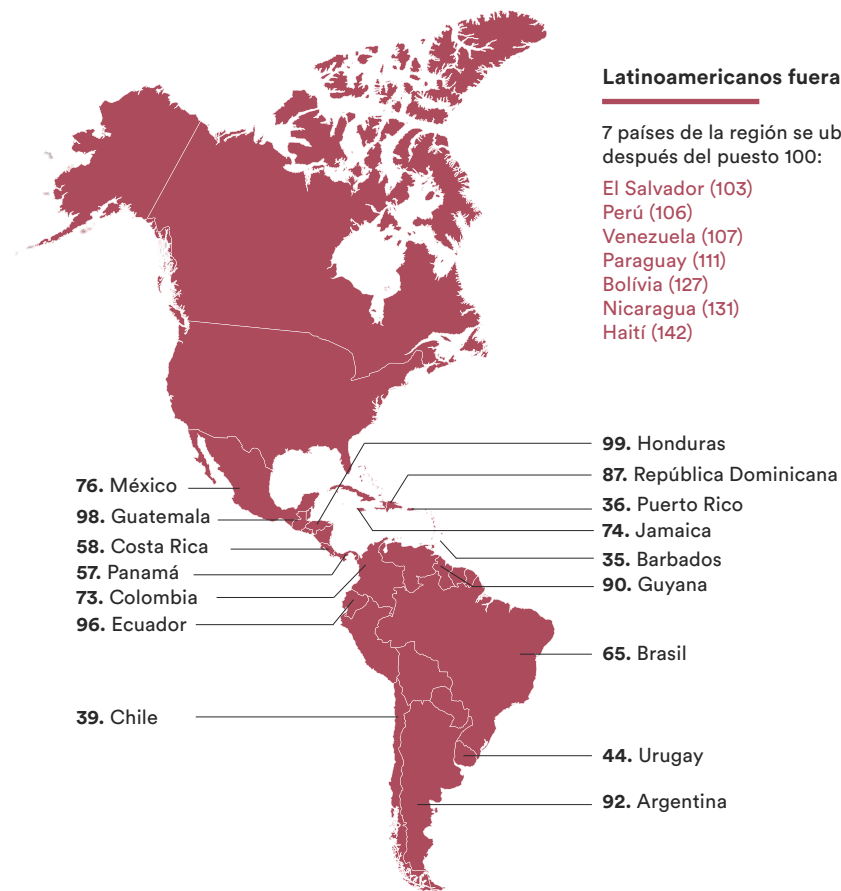 Latinoamericanos fuera
7 países de la región se ub
después del puesto 100:
El Salvador (103)
Perú (106)
Venezuela (107)
Paraguay (111)
Bolívia (127)
Nicaragua (131)
Haití (142)
99. Honduras
87. República Dominicana
36. Puerto Rico
74. Jamaica
35. Barbados
90. Guyana
65. Brasil
44. Urugay
92. Argentina
76. México
98. Guatemala
58. Costa Rica
57. Panamá
73. Colombia
96. Ecuador
39. Chile